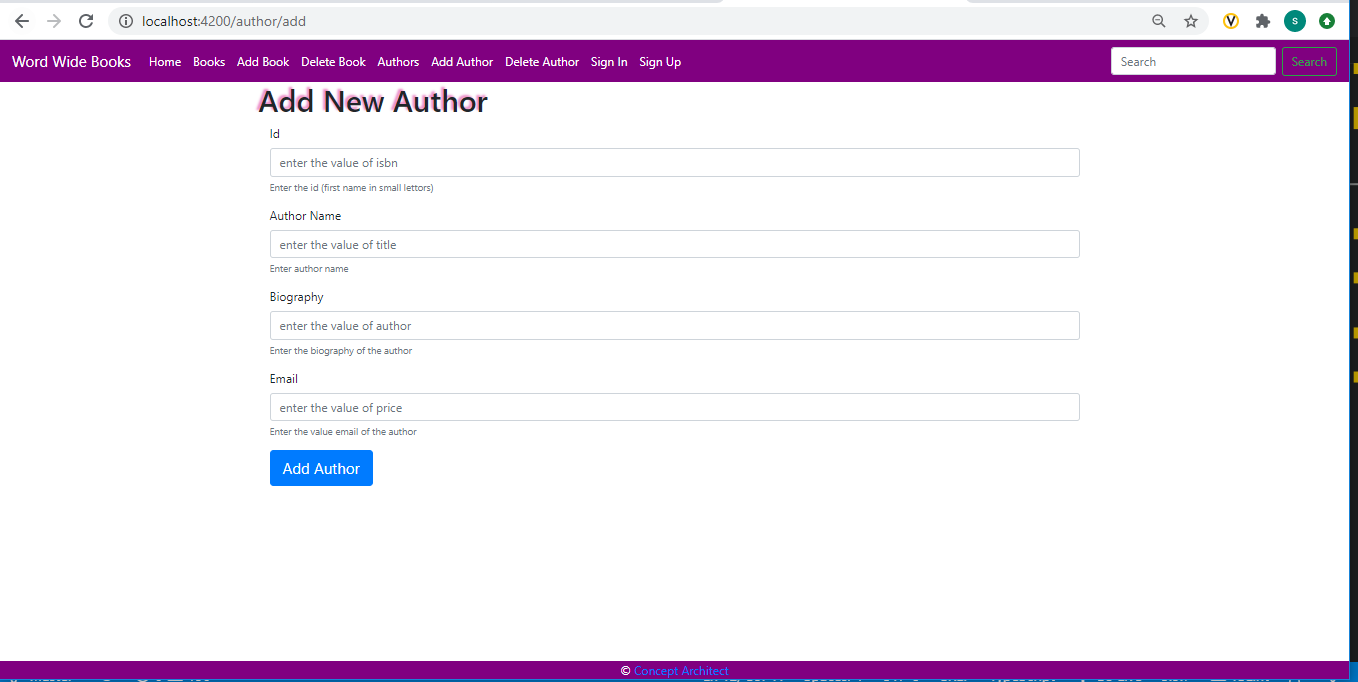 localhost:4200/author/add
Word Wide Books Home Books Add Book Delete Book Authors Add Author Delete Author Sign In Sign Up Search Search
Add New Author
Id
enter the value of isbn
Enter the id (first name in small lettors)
Author Name
enter the value of title
Enter author name
Biography
enter the value of author
Enter the biography of the author
Email
enter the value of price
Enter the value email of the author
Add Author
© Concept Architect